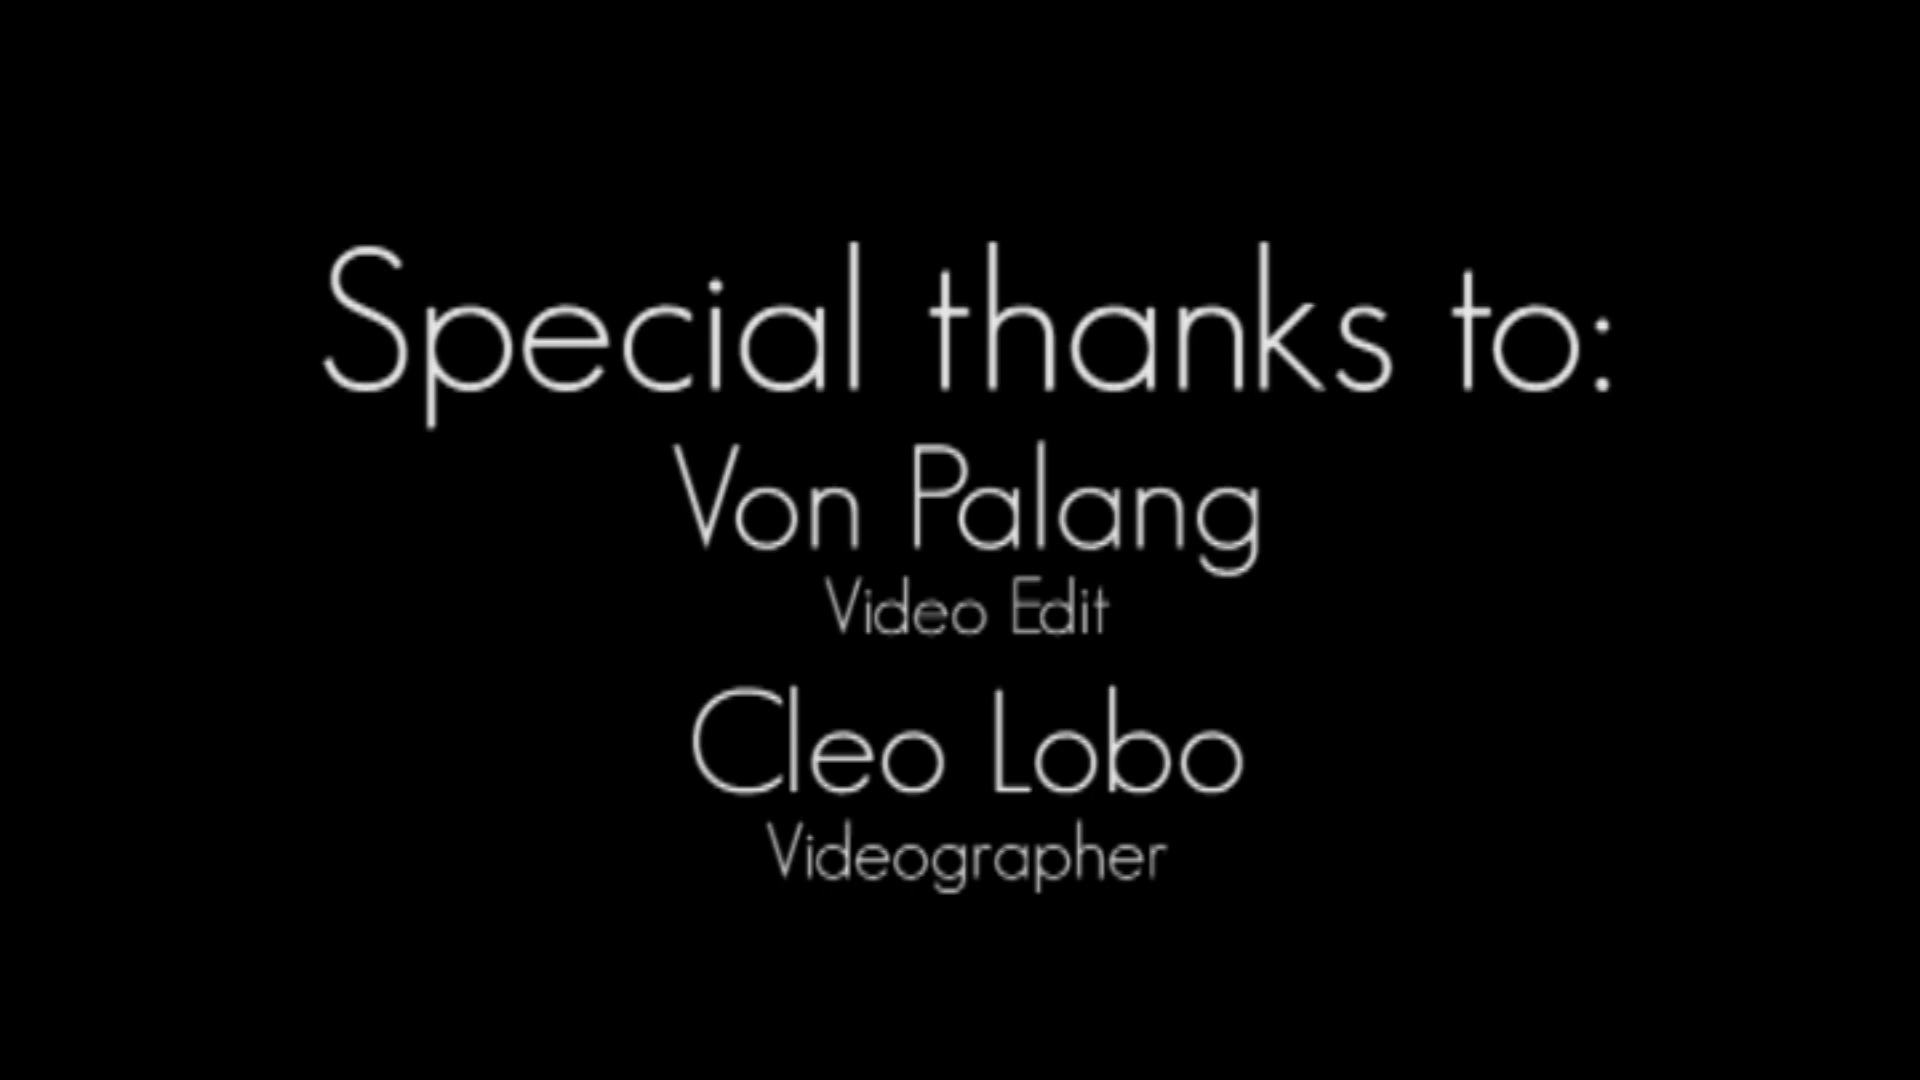 Special thanks to:
Von Palang
Video Edit
Cleo Lobo
Videographer